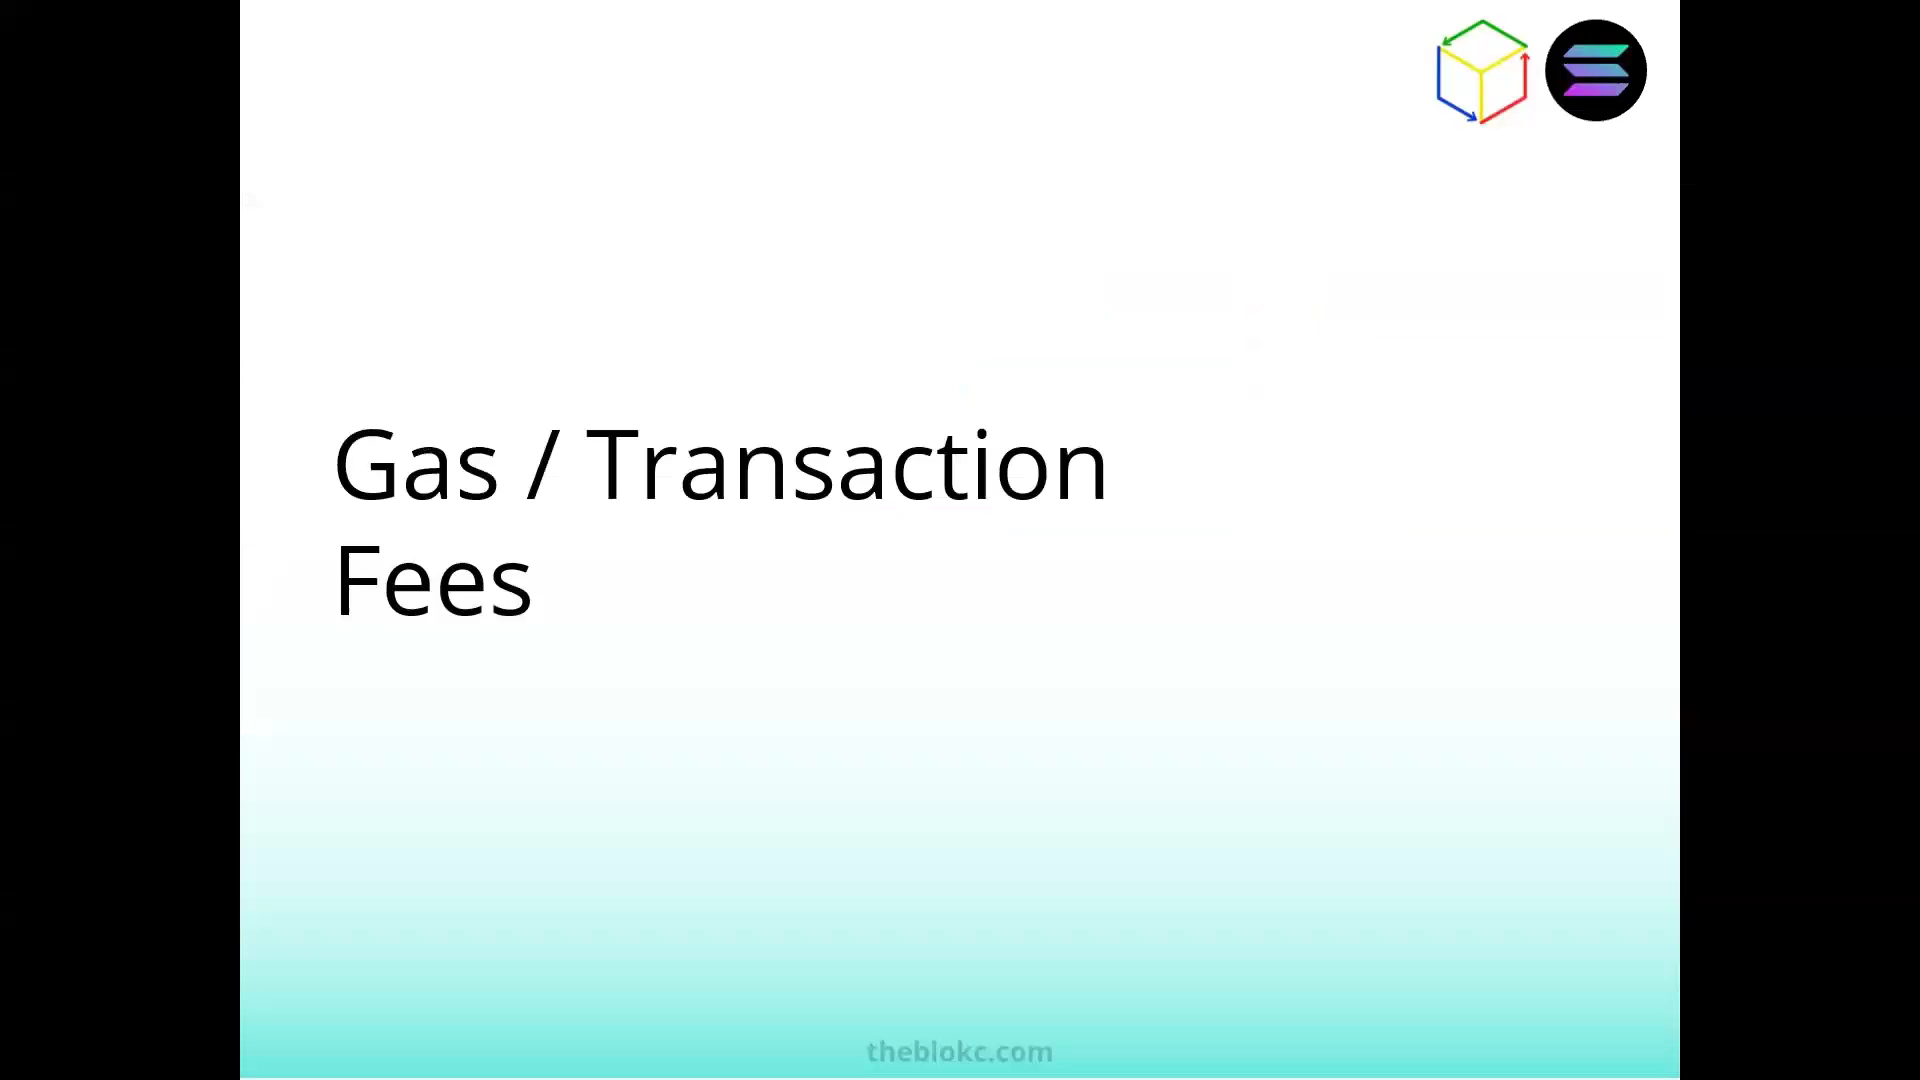 Gas / Transaction
Fees
theblokc.com